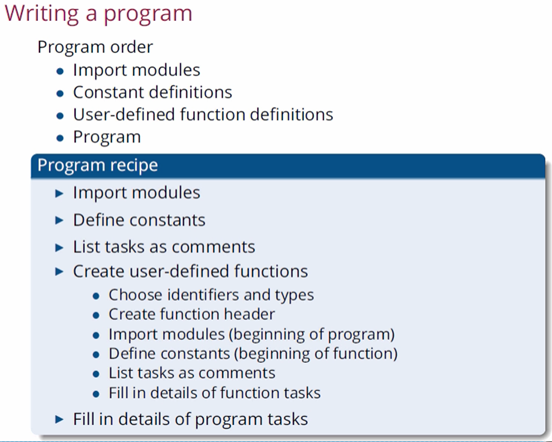 Writing a program
Program order
• Import modules
• Constant definitions
• User-defined function definitions
• Program
Program recipe
► Import modules
► Define constants
► List tasks as comments
► Create user-defined functions
• Choose identifiers and types
• Create function header
• Import modules (beginning of program)
• Define constants (beginning of function)
• List tasks as comments
• Fill in details of function tasks
► Fill in details of program tasks